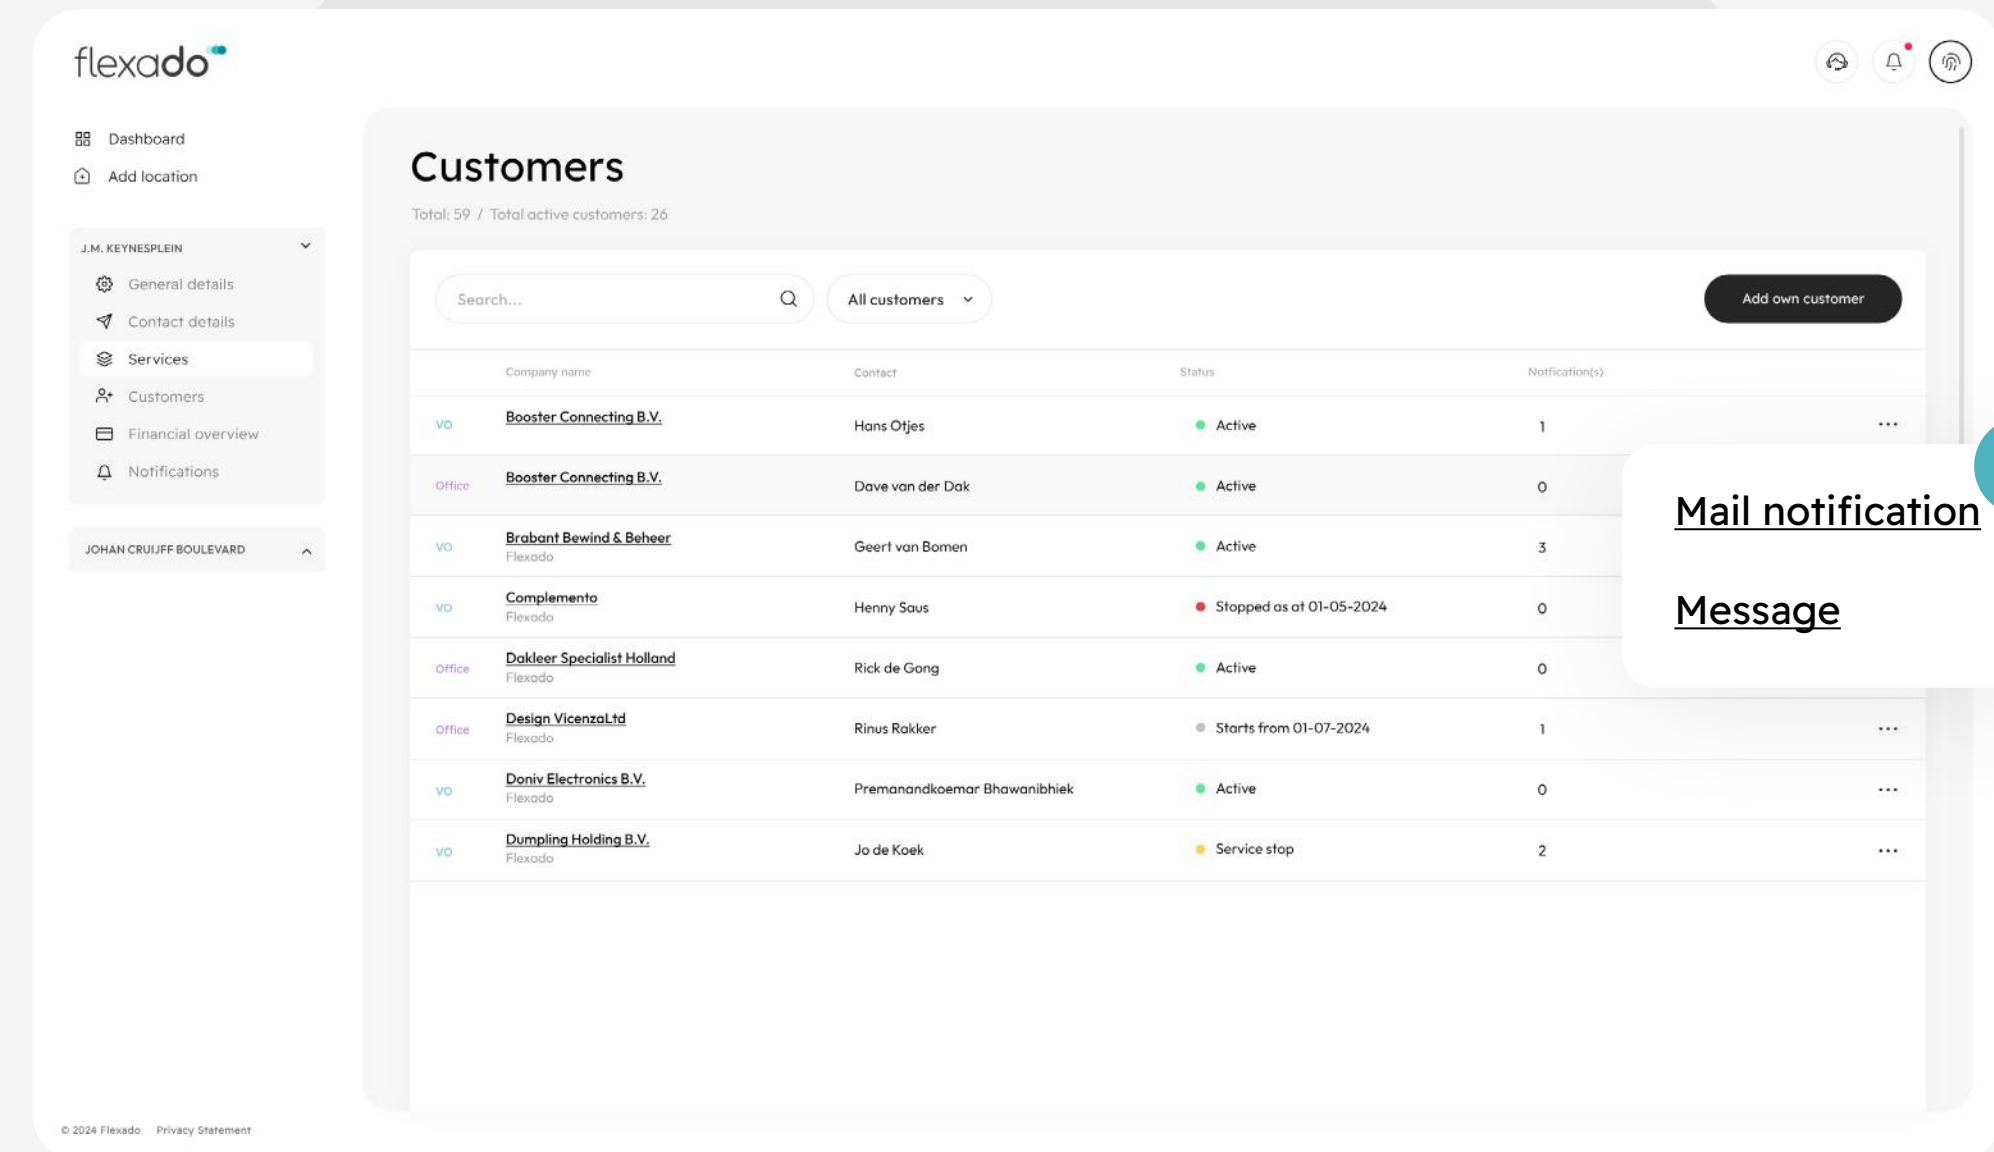 flexado
Dashboard
Add location
J.M. KEYNESPLEIN
General details
Contact details
Services
Customers
Financial overview
Notifications
JOHAN CRUIJFF BOULEVARD
Customers
Total: 59 / Total active customers: 26
Search...
All customers
Add own customer
Company name Contact Status Notfication(s)
VO Booster Connecting B.V. Hans Otjes Active 1 ...
Office Booster Connecting B.V. Dave van der Dak Active 0
VO Brabant Bewind & Beheer Geert van Bomen Active 3
Flexado
VO Complemento Henny Saus Stopped as at 01-05-2024 0
Flexado
Office Dakleer Specialist Holland Rick de Gong Active 0
Flexado
Office Design VicenzaLtd Rinus Rakker Starts from 01-07-2024 1 ...
Flexado
VO Doniv Electronics B.V. Premanandkoemar Bhawanibhiek Active 0 ...
Flexado
VO Dumpling Holding B.V. Jo de Koek Service stop 2 ...
Flexado
Mail notification
Message
© 2024 Flexado Privacy Statement